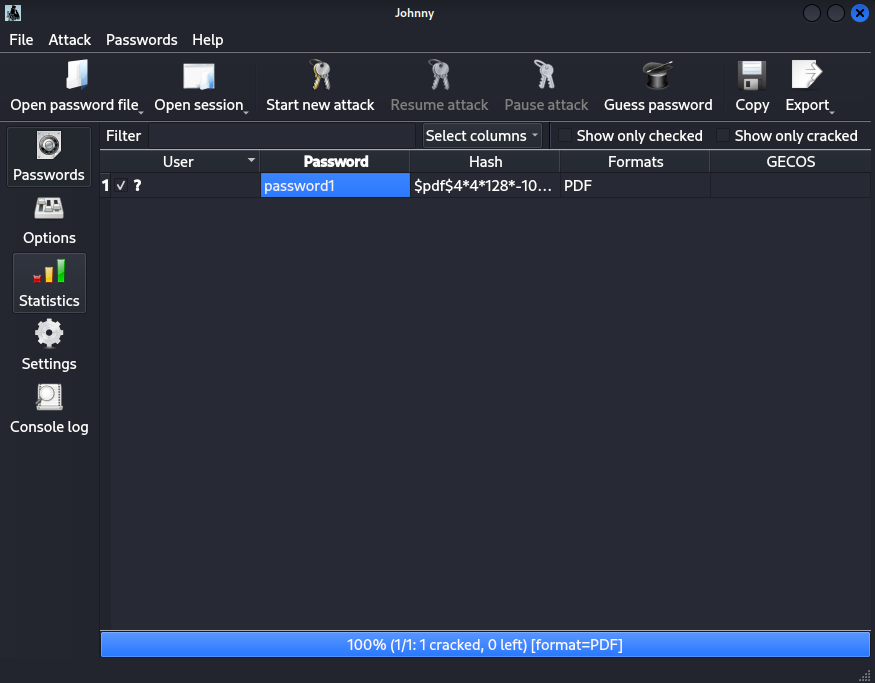 Johnny
File Attack Passwords Help
Open password file Open session Start new attack Resume attack Pause attack Guess password Copy Export
Passwords
Options
Statistics
Settings
Console log
Filter Select columns Show only checked Show only cracked
User Password Hash Formats GECOS
1 ? password1 $pdf$4*4*128*-10... PDF
100% (1/1: 1 cracked, 0 left) [format=PDF]